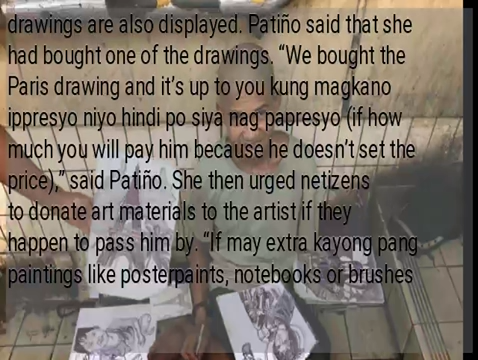 drawings are also displayed. Patiño said that she
had bought one of the drawings. “We bought the
Paris drawing and it’s up to you kung magkano
ippresyo niyo hindi po siya nag papresyo (if how
much you will pay him because he doesn’t set the
price),” said Patiño. She then urged netizens
to donate art materials to the artist if they
happen to pass him by. “If may extra kayong pang
paintings like posterpaints, notebooks or brushes